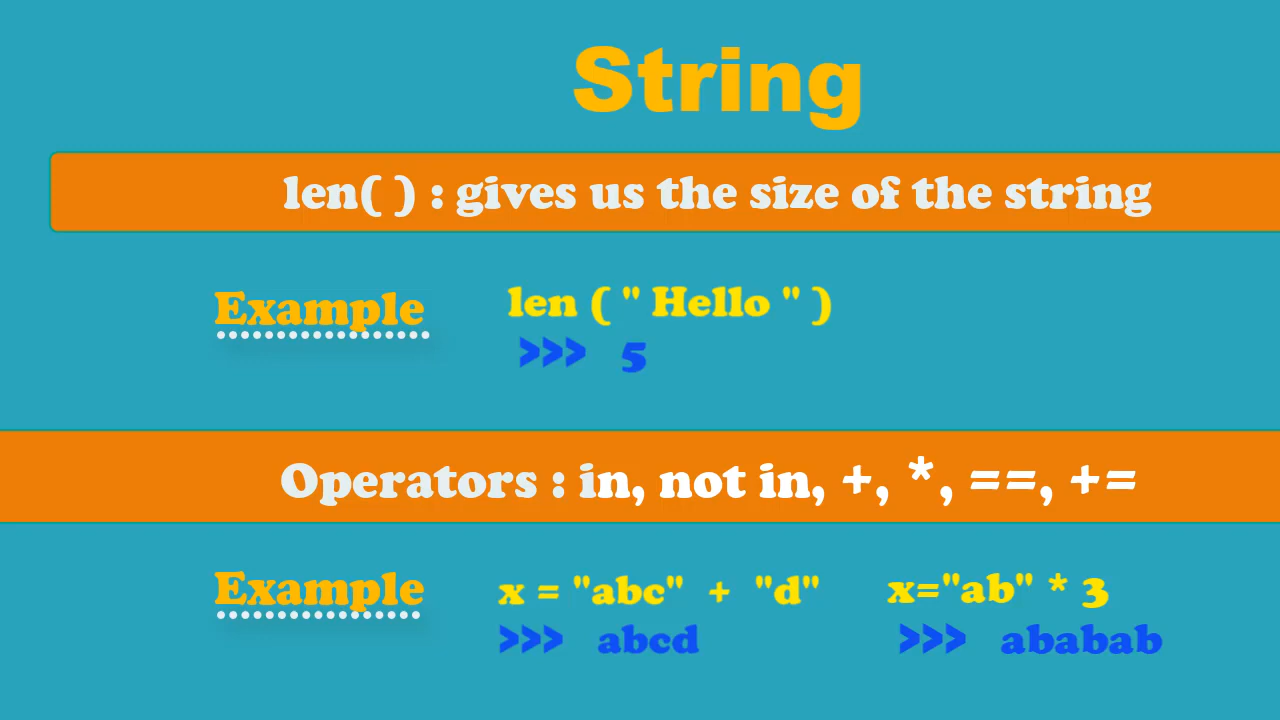 String
len( ) : gives us the size of the string
Example
len ( " Hello " )
>>> 5
Operators : in, not in, +, *, ==, +=
Example
x = "abc" + "d"
>>> abcd
x="ab" * 3
>>> ababab